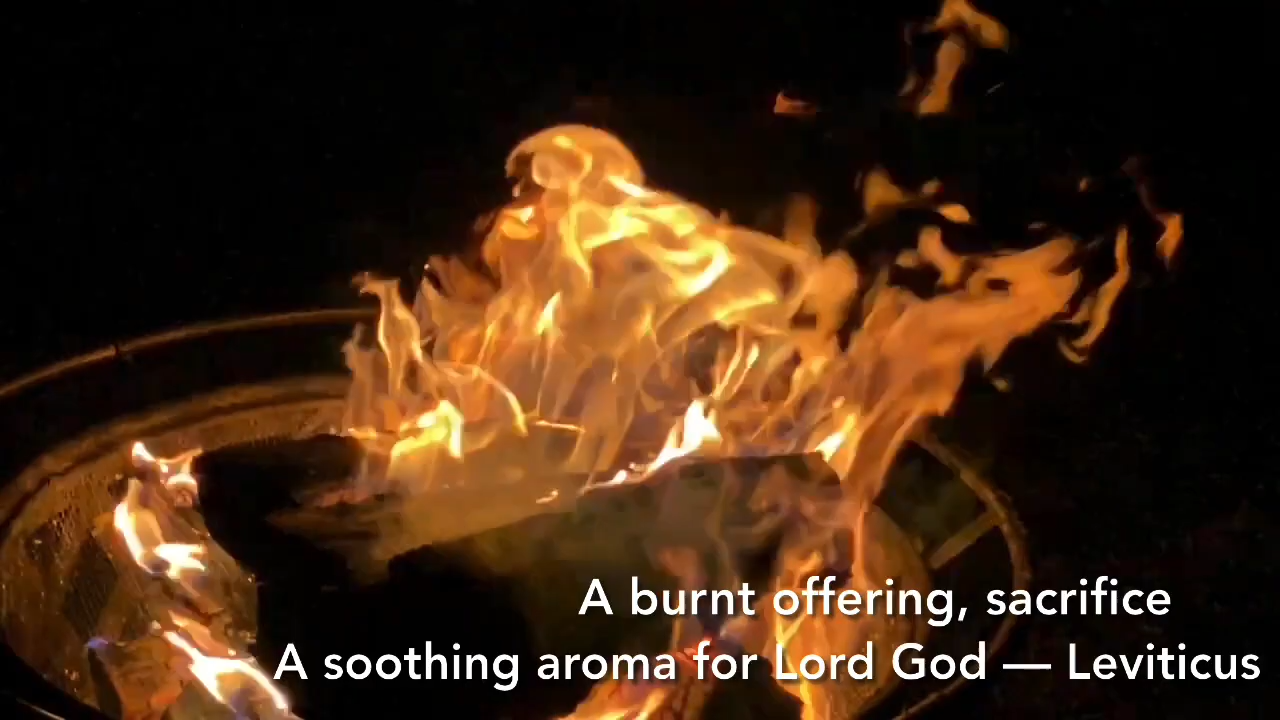 A burnt offering, sacrifice
A soothing aroma for Lord God — Leviticus